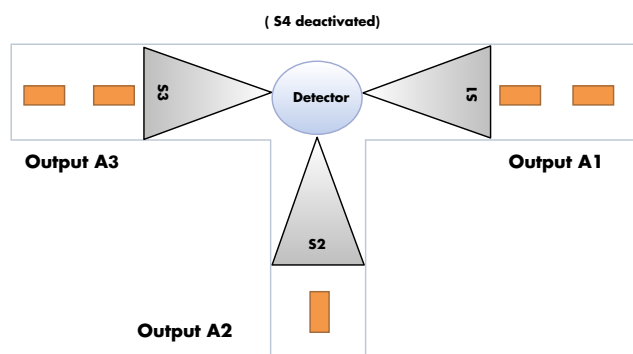 ( S4 deactivated)
S3
Detector
S1
Output A3
Output A1
S2
Output A2